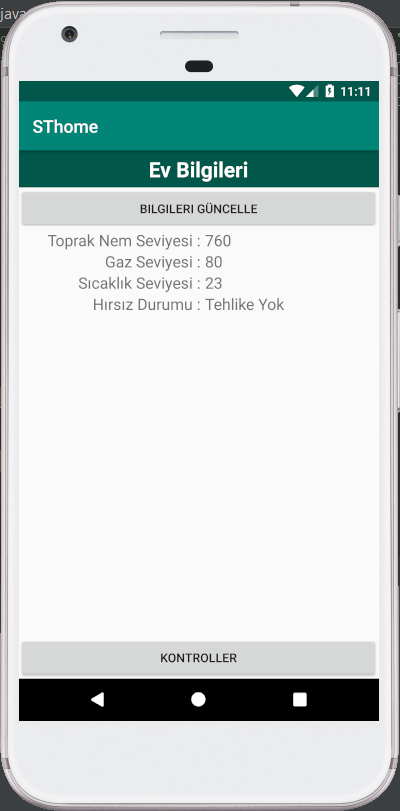 java
11:11
SThome
Ev Bilgileri
BILGILERI GÜNCELLE
Toprak Nem Seviyesi : 760
Gaz Seviyesi : 80
Sıcaklık Seviyesi : 23
Hırsız Durumu : Tehlike Yok
KONTROLLER